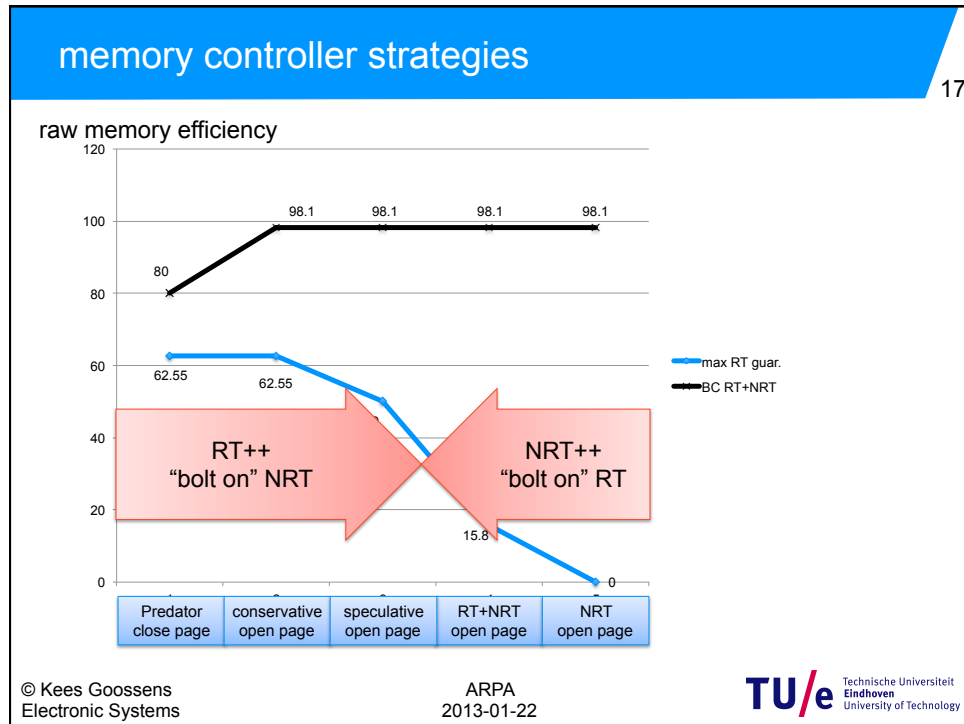 memory controller strategies
17
raw memory efficiency
120
100
80
60
40
20
0
80
98.1
98.1
98.1
98.1
62.55
62.55
15.8
0
max RT guar.
BC RT+NRT
RT++
“bolt on” NRT
NRT++
“bolt on” RT
Predator
close page
conservative
open page
speculative
open page
RT+NRT
open page
NRT
open page
© Kees Goossens
Electronic Systems
ARPA
2013-01-22
TU/e
Technische Universiteit
Eindhoven
University of Technology